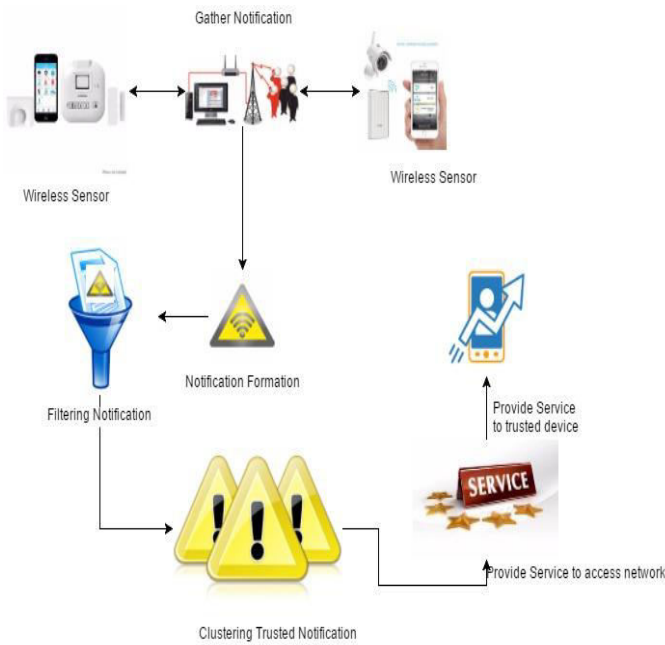 Gather Notification
Wireless Sensor
Wireless Sensor
Notification Formation
Filtering Notification
Provide Service
to trusted device
SERVICE
Provide Service to access network
Clustering Trusted Notification